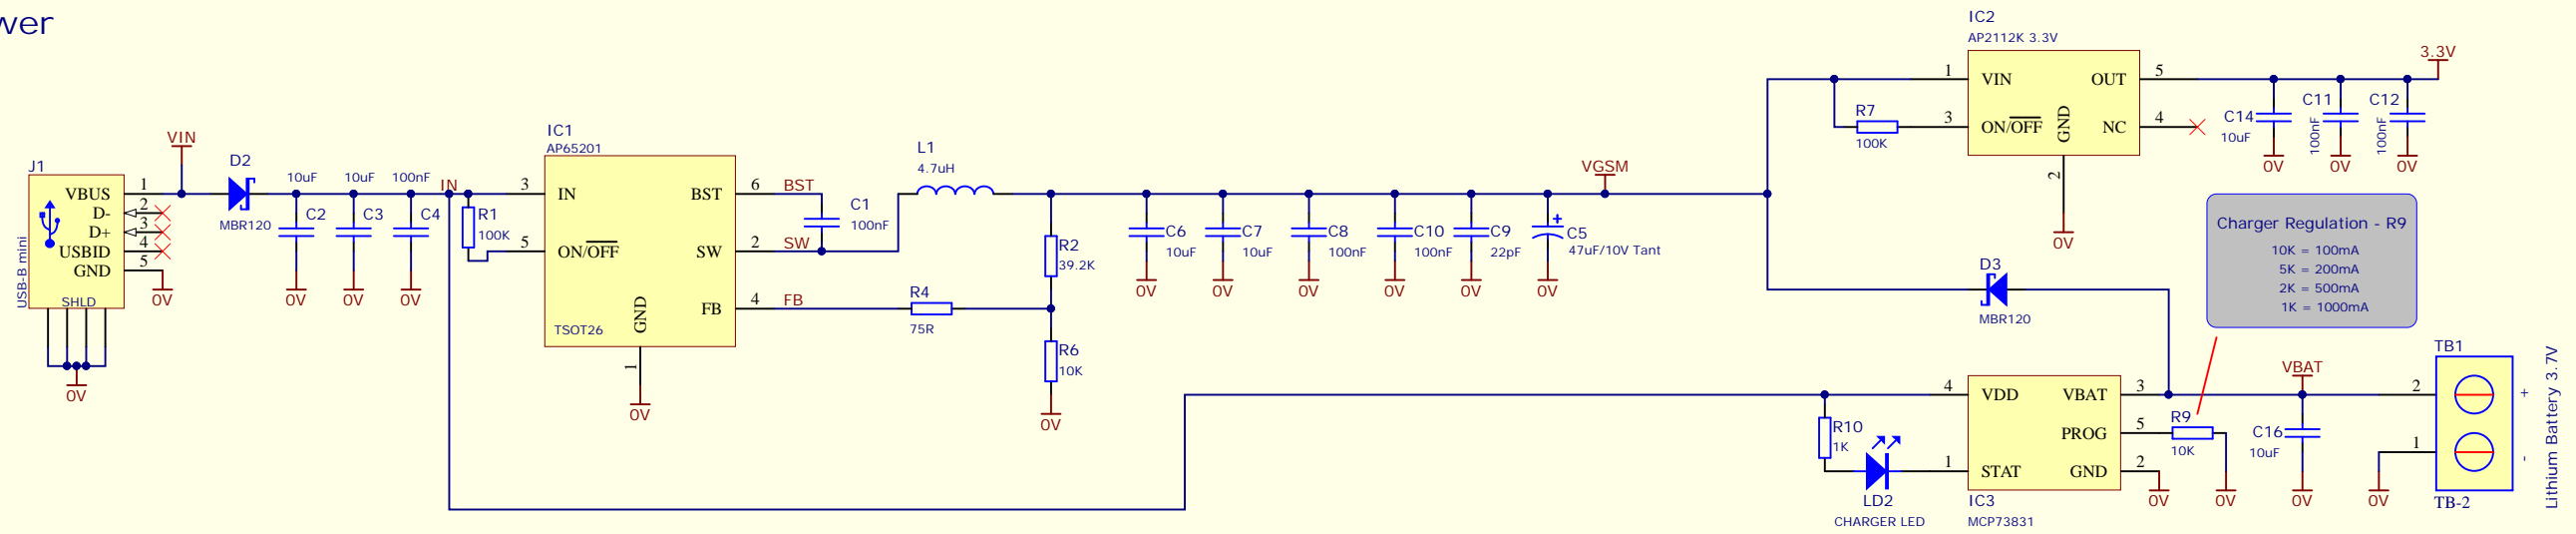 wer
J1
USB-B mini
VBUS
D-
D+
USBID
GND
SHLD
1
2
3
4
5
0V
0V
VIN
D2
MBR120
10uF
C2
0V
10uF
C3
0V
100nF
C4
0V
IN
R1
100K
IC1
AP65201
3
IN
5
ON/OFF
GND
1
0V
TSOT26
BST
6
BST
SW
2
SW
FB
4
FB
C1
100nF
L1
4.7uH
R4
75R
R2
39.2K
R6
10K
0V
C6
10uF
0V
C7
10uF
0V
C8
100nF
0V
C10
100nF
0V
C9
22pF
0V
+
C5
47uF/10V Tant
0V
VGSM
IC2
AP2112K 3.3V
1
VIN
3
ON/OFF
GND
2
0V
OUT
5
NC
4
R7
100K
3.3V
C14
10uF
0V
C11
100nF
0V
C12
100nF
0V
Charger Regulation - R9
10K = 100mA
5K = 200mA
2K = 500mA
1K = 1000mA
D3
MBR120
R10
1K
LD2
CHARGER LED
4
VDD
1
STAT
VBAT
3
PROG
5
GND
2
IC3
MCP73831
0V
R9
10K
0V
VBAT
C16
10uF
0V
TB1
2
1
0V
TB-2
+
-
Lithium Battery 3.7V